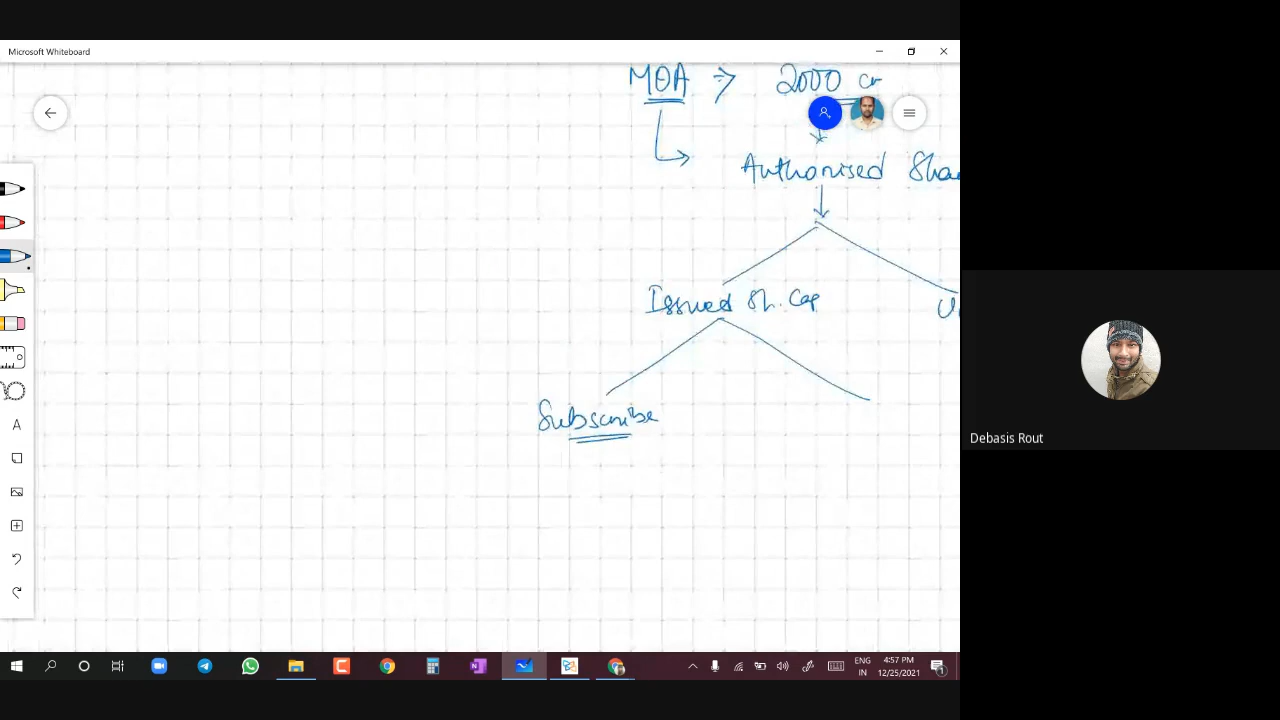 Microsoft Whiteboard
MOA ⇒ 2000 cr
Authorised Sha
Issued Sh. Cap
U
Subscribe
A
Debasis Rout
ENG
IN
4:57 PM
12/25/2021
1